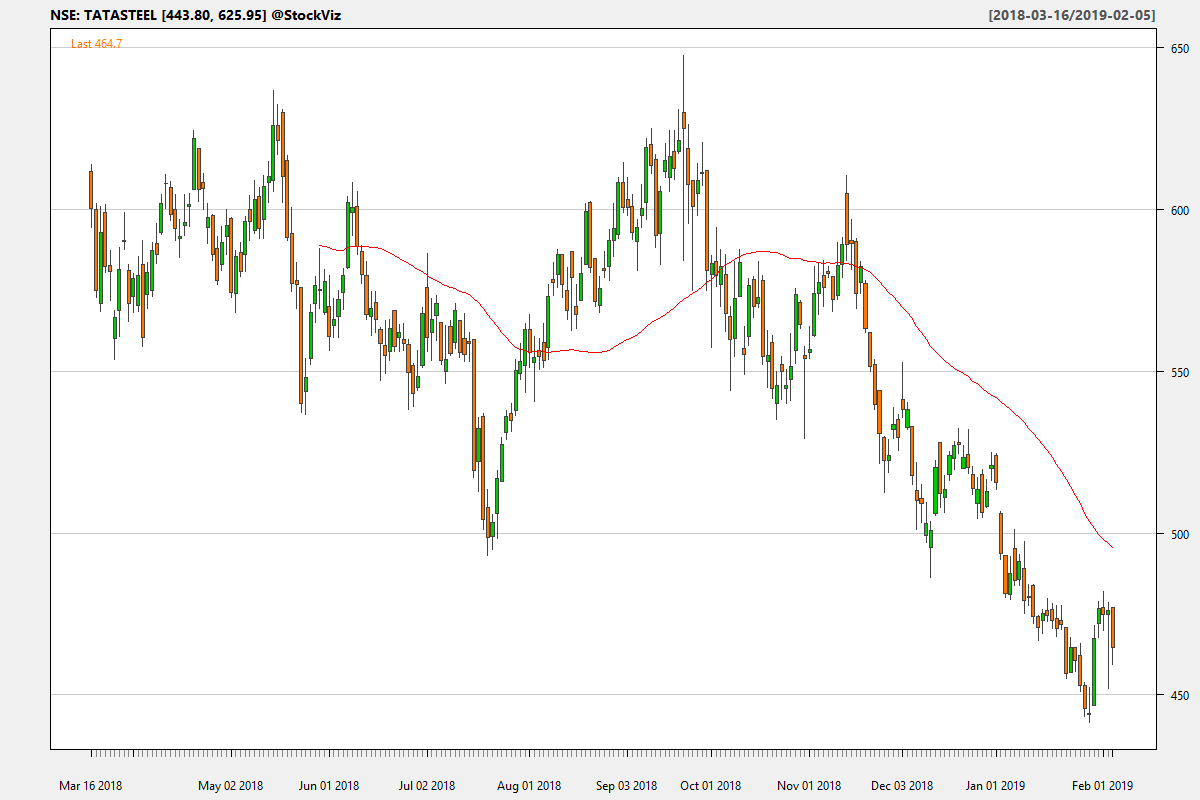 NSE: TATASTEEL [443.80, 625.95] @StockViz [2018-03-16/2019-02-05]
Last 464.7
650
600
550
500
450
Mar 16 2018 May 02 2018 Jun 01 2018 Jul 02 2018 Aug 01 2018 Sep 03 2018 Oct 01 2018 Nov 01 2018 Dec 03 2018 Jan 01 2019 Feb 01 2019